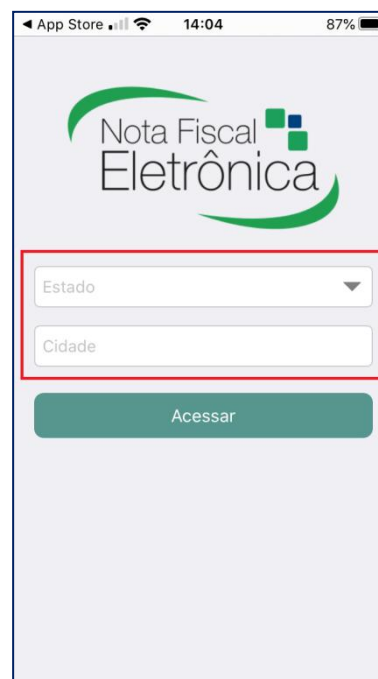 ◀ App Store 14:04 87%
Nota Fiscal
Eletrônica
Estado
Cidade
Acessar